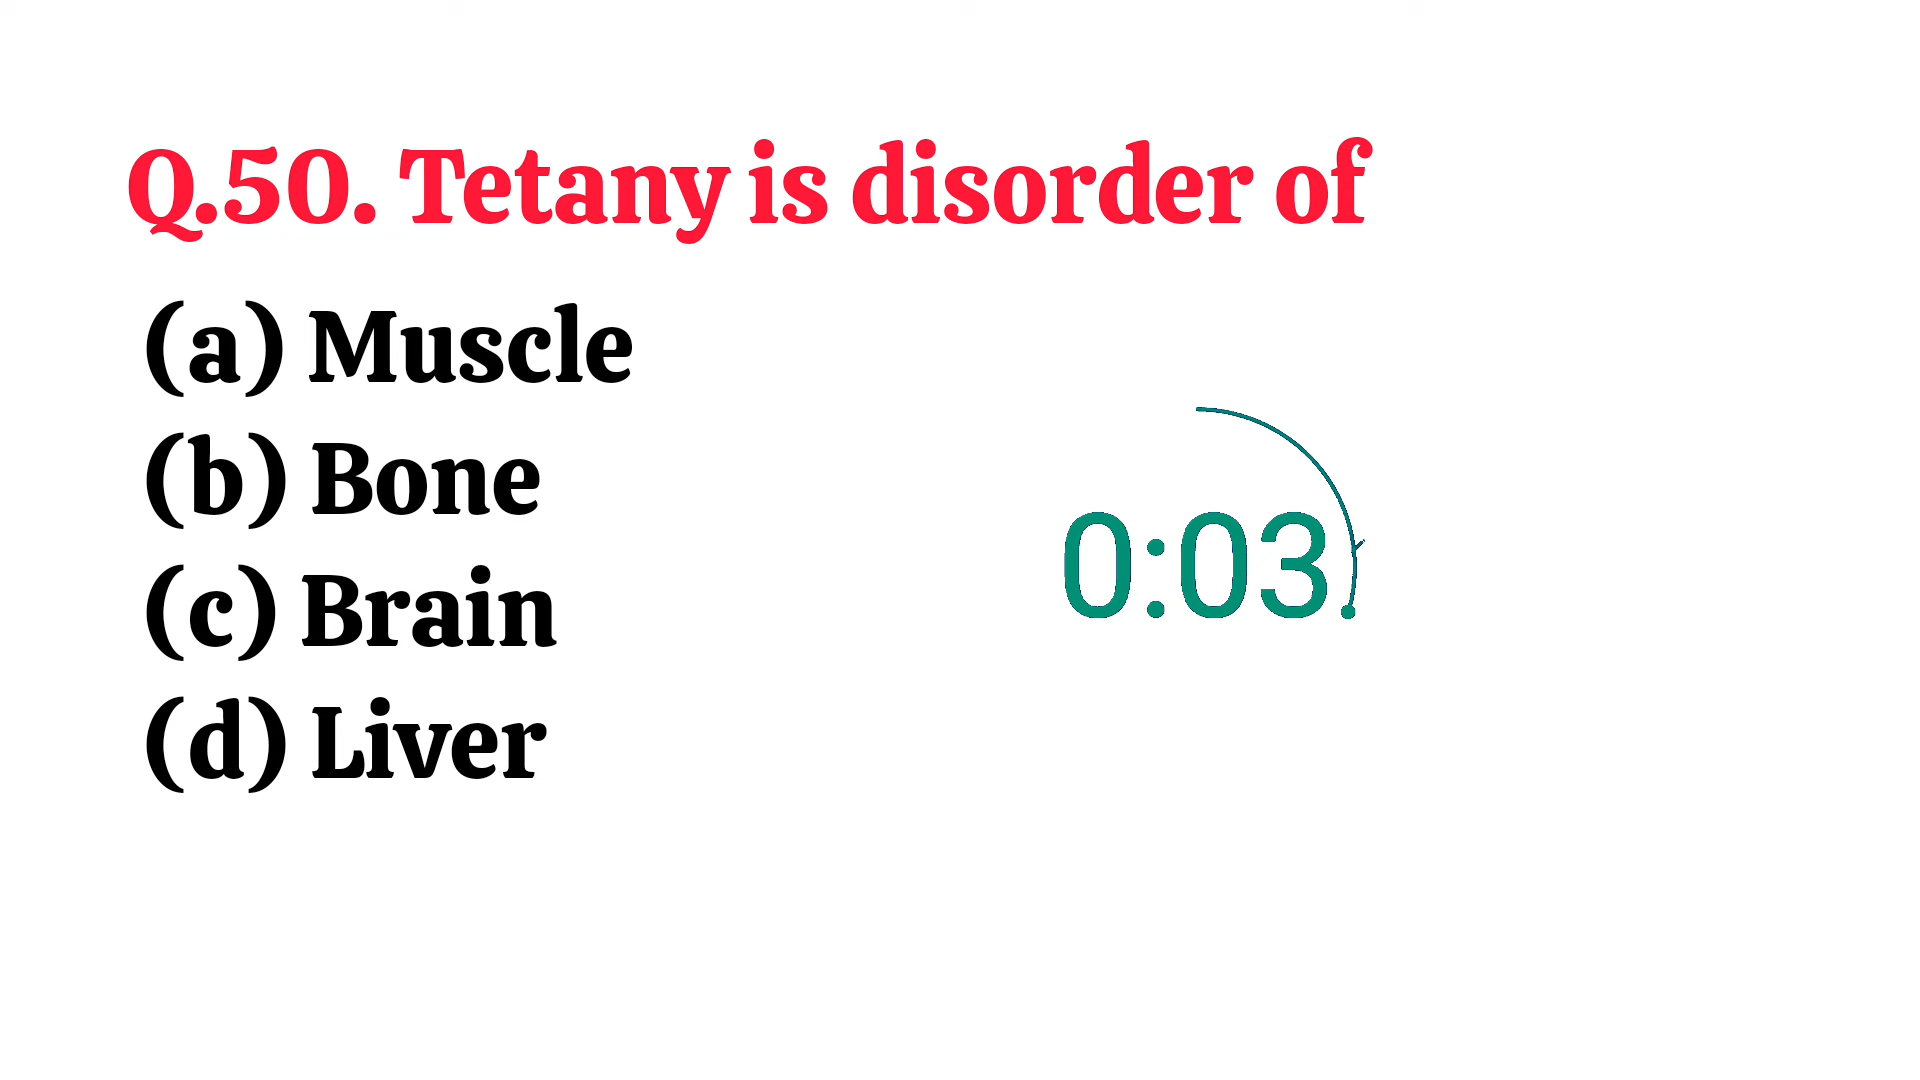 Q.50. Tetany is disorder of
(a) Muscle
(b) Bone
(c) Brain
(d) Liver
0:03